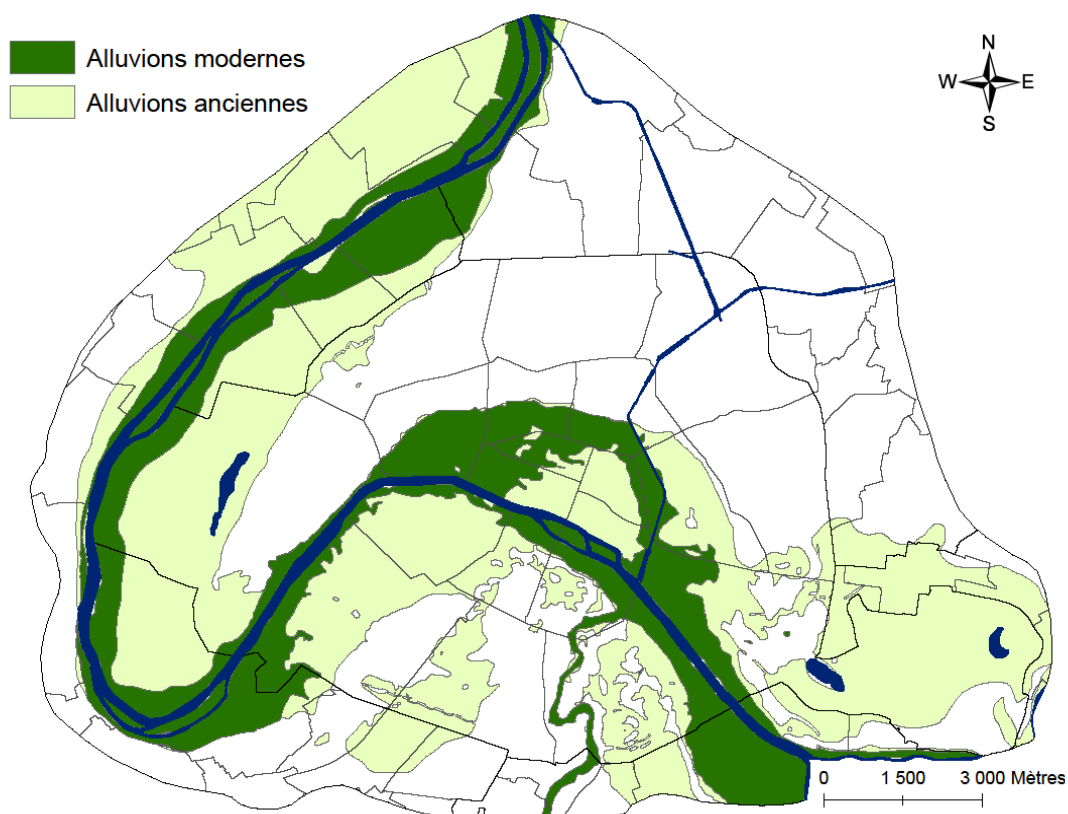 Alluvions modernes
Alluvions anciennes
N
W E
S
0 1 500 3 000 Mètres